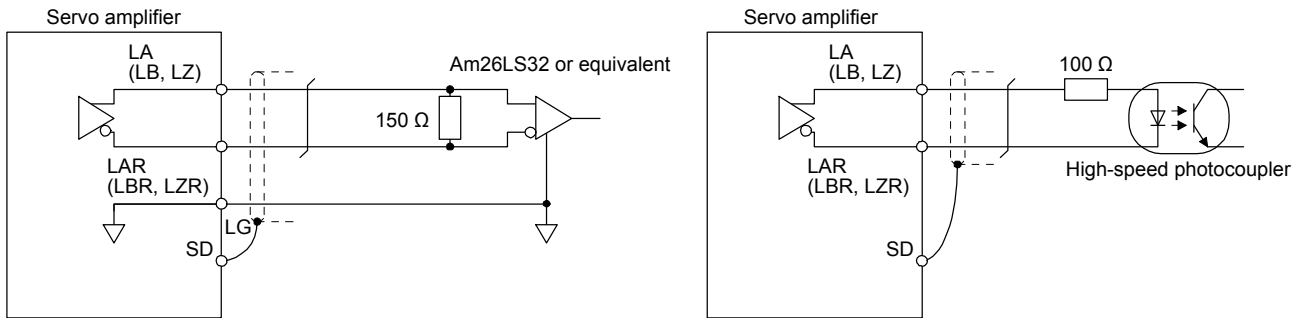 Servo amplifier
LA
(LB, LZ)
Am26LS32 or equivalent
150 Ω
LAR
(LBR, LZR)
LG
SD
Servo amplifier
LA
(LB, LZ)
100 Ω
LAR
(LBR, LZR)
High-speed photocoupler
SD